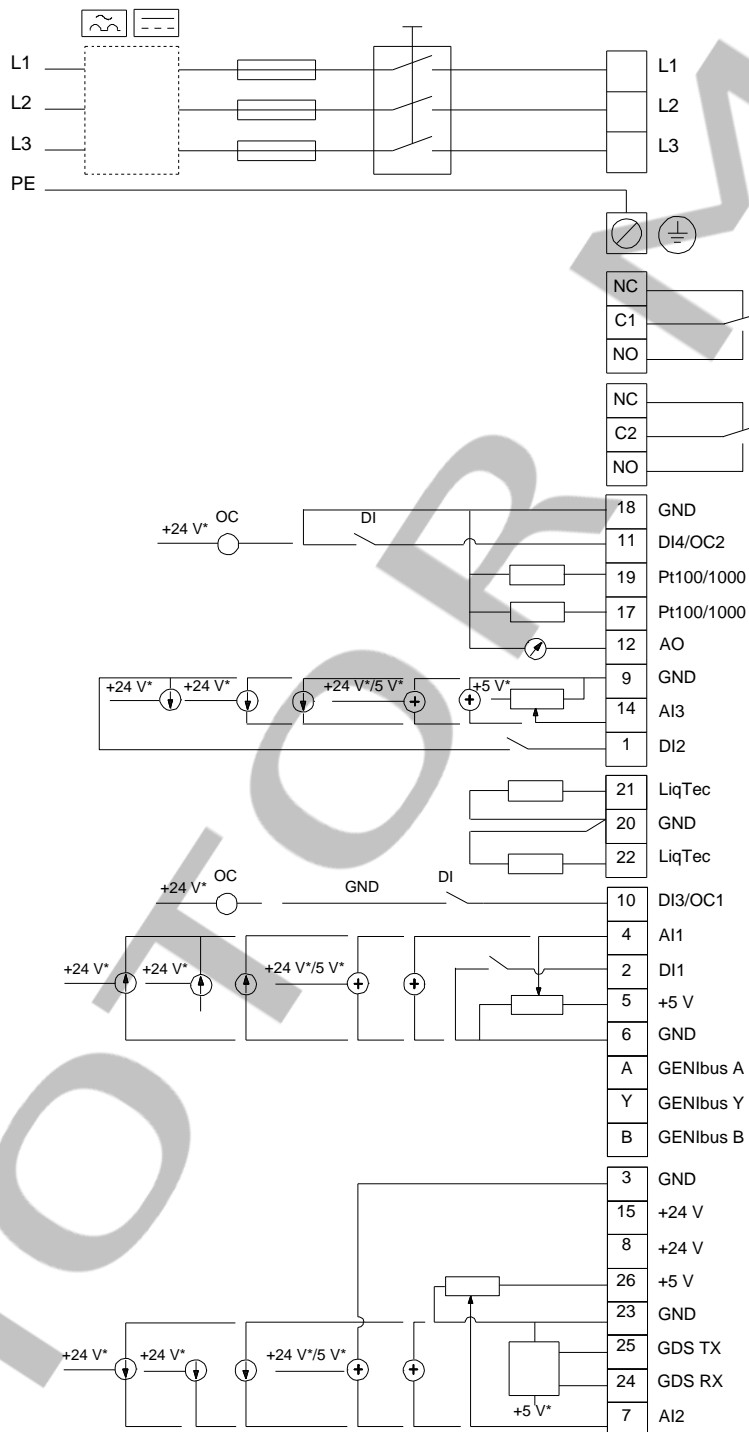 L1 L1
L2 L2
L3 L3
PE
NC
C1
NO
NC
C2
NO
18 GND
+24 V* OC DI 11 DI4/OC2
19 Pt100/1000
17 Pt100/1000
12 AO
9 GND
+24 V* +24 V* +24 V*/5 V* +5 V*
14 AI3
1 DI2
21 LiqTec
20 GND
22 LiqTec
+24 V* OC GND DI 10 DI3/OC1
4 AI1
+24 V* +24 V* +24 V*/5 V* 2 DI1
5 +5 V
6 GND
A GENIbus A
Y GENIbus Y
B GENIbus B
3 GND
15 +24 V
8 +24 V
26 +5 V
23 GND
+24 V* +24 V* +24 V*/5 V* 25 GDS TX
24 GDS RX
+5 V* 7 AI2